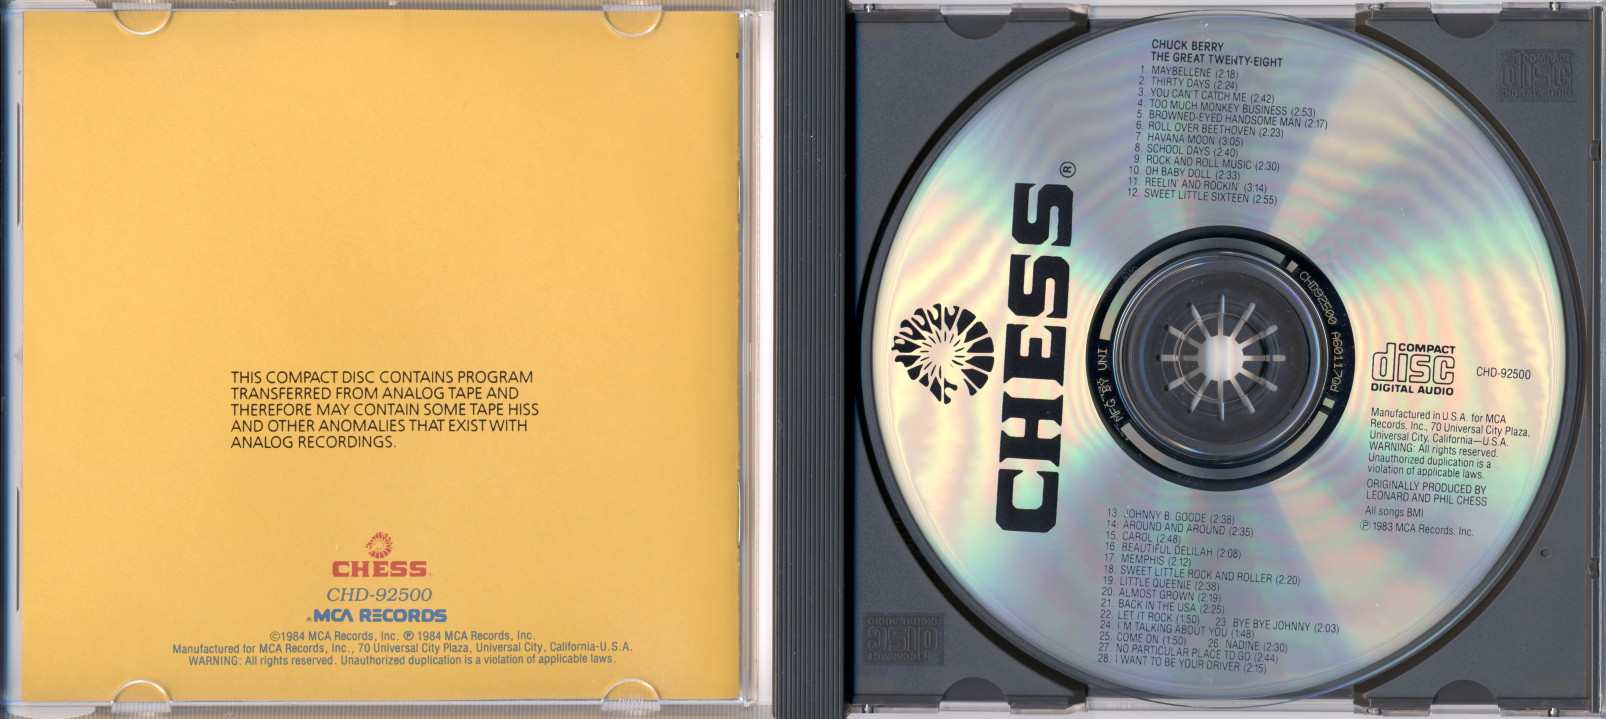 THIS COMPACT DISC CONTAINS PROGRAM
TRANSFERRED FROM ANALOG TAPE AND
THEREFORE MAY CONTAIN SOME TAPE HISS
AND OTHER ANOMALIES THAT EXIST WITH
ANALOG RECORDINGS.
CHESS
CHD-92500
MCA RECORDS
©1984 MCA Records, Inc. ℗ 1984 MCA Records, Inc.
Manufactured for MCA Records, Inc., 70 Universal City Plaza, Universal City, California-U.S.A.
WARNING: All rights reserved. Unauthorized duplication is a violation of applicable laws.
CHUCK BERRY
THE GREAT TWENTY-EIGHT
1. MAYBELLENE (2:18)
2. THIRTY DAYS (2:24)
3. YOU CAN'T CATCH ME (2:42)
4. TOO MUCH MONKEY BUSINESS (2:53)
5. BROWNED-EYED HANDSOME MAN (2:17)
6. ROLL OVER BEETHOVEN (2:23)
7. HAVANA MOON (3:05)
8. SCHOOL DAYS (2:40)
9. ROCK AND ROLL MUSIC (2:30)
10. OH BABY DOLL (2:33)
11. REELIN' AND ROCKIN' (3:14)
12. SWEET LITTLE SIXTEEN (2:55)
CHESS®
CHD92500 A601170A
MFG BY UNI
COMPACT
disc
DIGITAL AUDIO
CHD-92500
Manufactured in U.S.A. for MCA
Records, Inc., 70 Universal City Plaza,
Universal City, California—U.S.A.
WARNING: All rights reserved.
Unauthorized duplication is a
violation of applicable laws.
ORIGINALLY PRODUCED BY
LEONARD AND PHIL CHESS
All songs BMI
℗ 1983 MCA Records, Inc.
13. JOHNNY B. GOODE (2:38)
14. AROUND AND AROUND (2:35)
15. CAROL (2:48)
16. BEAUTIFUL DELILAH (2:08)
17. MEMPHIS (2:12)
18. SWEET LITTLE ROCK AND ROLLER (2:20)
19. LITTLE QUEENIE (2:38)
20. ALMOST GROWN (2:19)
21. BACK IN THE USA (2:25)
22. LET IT ROCK (1:50) 23. BYE BYE JOHNNY (2:03)
24. I'M TALKING ABOUT YOU (1:48)
25. COME ON (1:50) 26. NADINE (2:30)
27. NO PARTICULAR PLACE TO GO (2:44)
28. I WANT TO BE YOUR DRIVER (2:15)
COMPACT
disc
DIGITAL AUDIO
COMPACT
disc
DIGITAL AUDIO